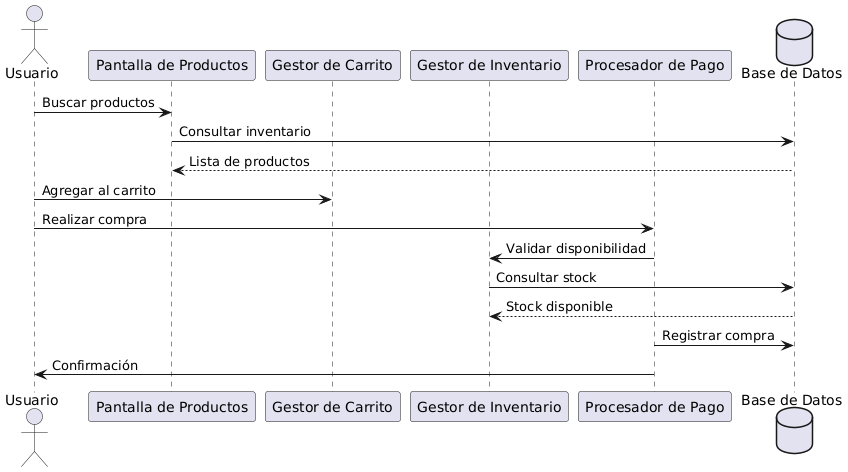 Usuario
Pantalla de Productos
Gestor de Carrito
Gestor de Inventario
Procesador de Pago
Base de Datos
Buscar productos
Consultar inventario
Lista de productos
Agregar al carrito
Realizar compra
Validar disponibilidad
Consultar stock
Stock disponible
Registrar compra
Confirmación
Usuario
Pantalla de Productos
Gestor de Carrito
Gestor de Inventario
Procesador de Pago
Base de Datos